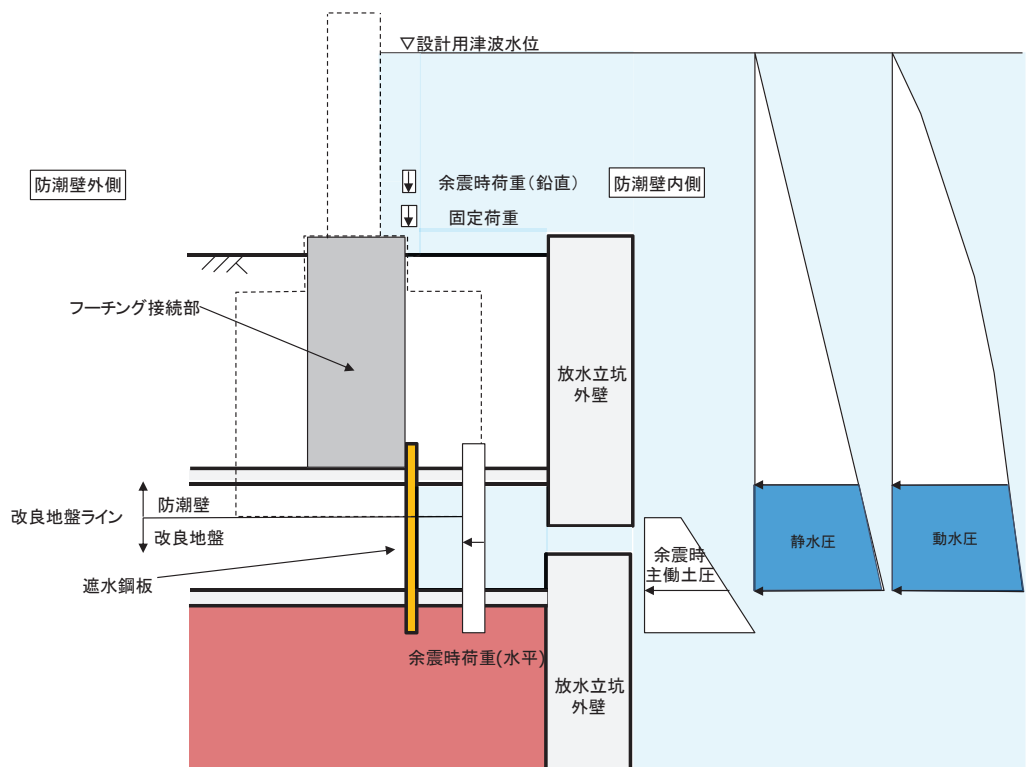 ▽設計用津波水位
防潮壁外側
余震時荷重(鉛直)
防潮壁内側
固定荷重
フーチング接続部
放水立坑
外壁
防潮壁
改良地盤ライン
改良地盤
遮水鋼板
余震時
主働土圧
静水圧
動水圧
余震時荷重(水平)
放水立坑
外壁